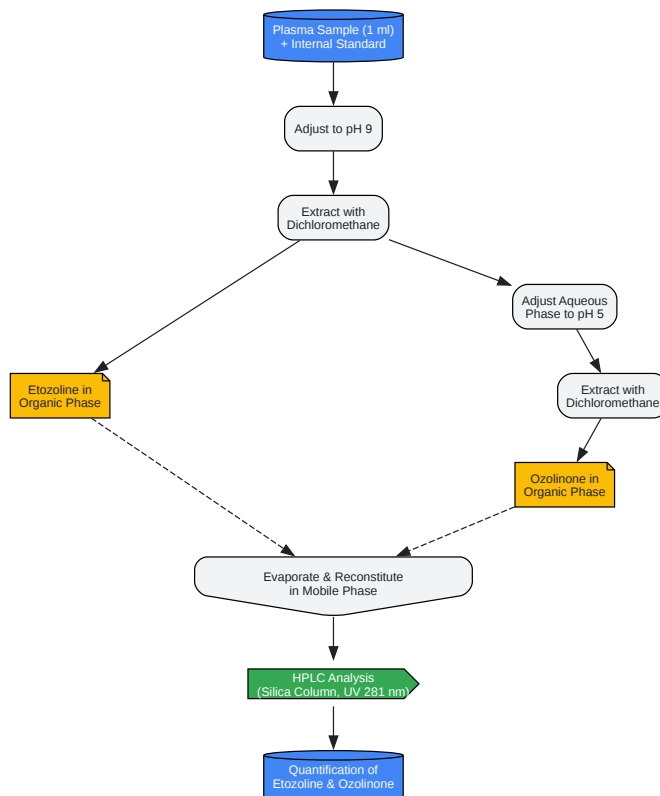 Plasma Sample (1 ml)
+ Internal Standard
Adjust to pH 9
Extract with
Dichloromethane
Adjust Aqueous
Phase to pH 5
Etozoline in
Organic Phase
Extract with
Dichloromethane
Ozolinone in
Organic Phase
Evaporate & Reconstitute
in Mobile Phase
HPLC Analysis
(Silica Column, UV 281 nm)
Quantification of
Etozoline & Ozolinone